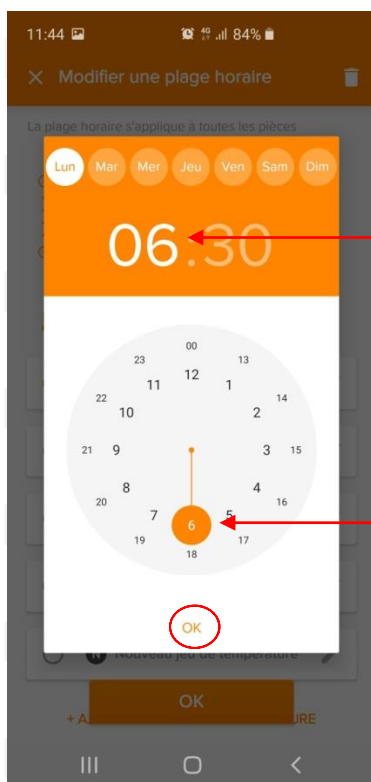 11:44 4G 84%
× Modifier une plage horaire
La plage horaire s'applique à toutes les pièces
Lun Mar Mer Jeu Ven Sam Dim
06:30
00
23 13
12
11 1
22 14
10 2
21 9 3 15
8 4
20 16
7 6 5
19 17
18
OK
N Nouveau jeu de température
OK
+ A URE